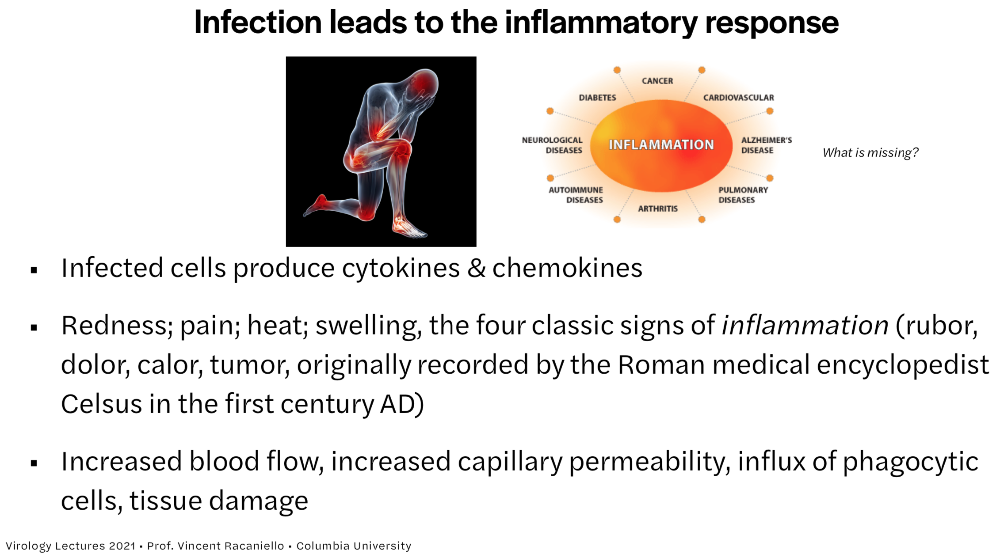 Infection leads to the inflammatory response
CANCER
DIABETES
CARDIOVASCULAR
NEUROLOGICAL
DISEASES
INFLAMMATION
ALZHEIMER'S
DISEASE
What is missing?
AUTOIMMUNE
DISEASES
PULMONARY
DISEASES
ARTHRITIS
▪ Infected cells produce cytokines & chemokines
▪ Redness; pain; heat; swelling, the four classic signs of inflammation (rubor,
dolor, calor, tumor, originally recorded by the Roman medical encyclopedist
Celsus in the first century AD)
▪ Increased blood flow, increased capillary permeability, influx of phagocytic
cells, tissue damage
Virology Lectures 2021 ▪ Prof. Vincent Racaniello ▪ Columbia University